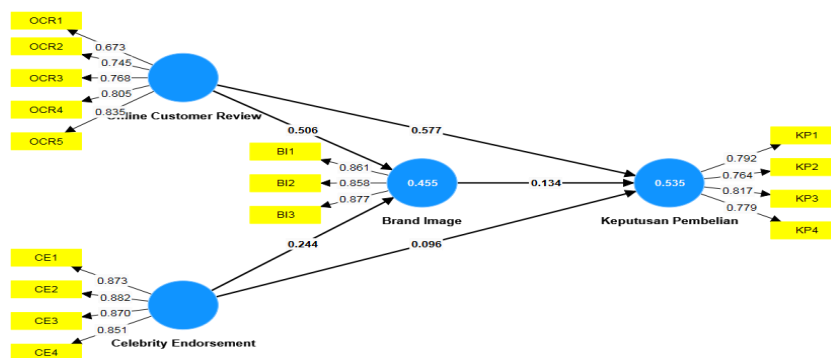 OCR1
OCR2
OCR3
OCR4
OCR5
0.673
0.745
0.768
0.805
0.835
Online Customer Review
0.506
0.577
BI1
BI2
BI3
0.861
0.858
0.877
0.455
Brand Image
0.134
0.535
Keputusan Pembelian
0.792
0.764
0.817
0.779
KP1
KP2
KP3
KP4
0.244
0.096
CE1
CE2
CE3
CE4
0.873
0.882
0.870
0.851
Celebrity Endorsement